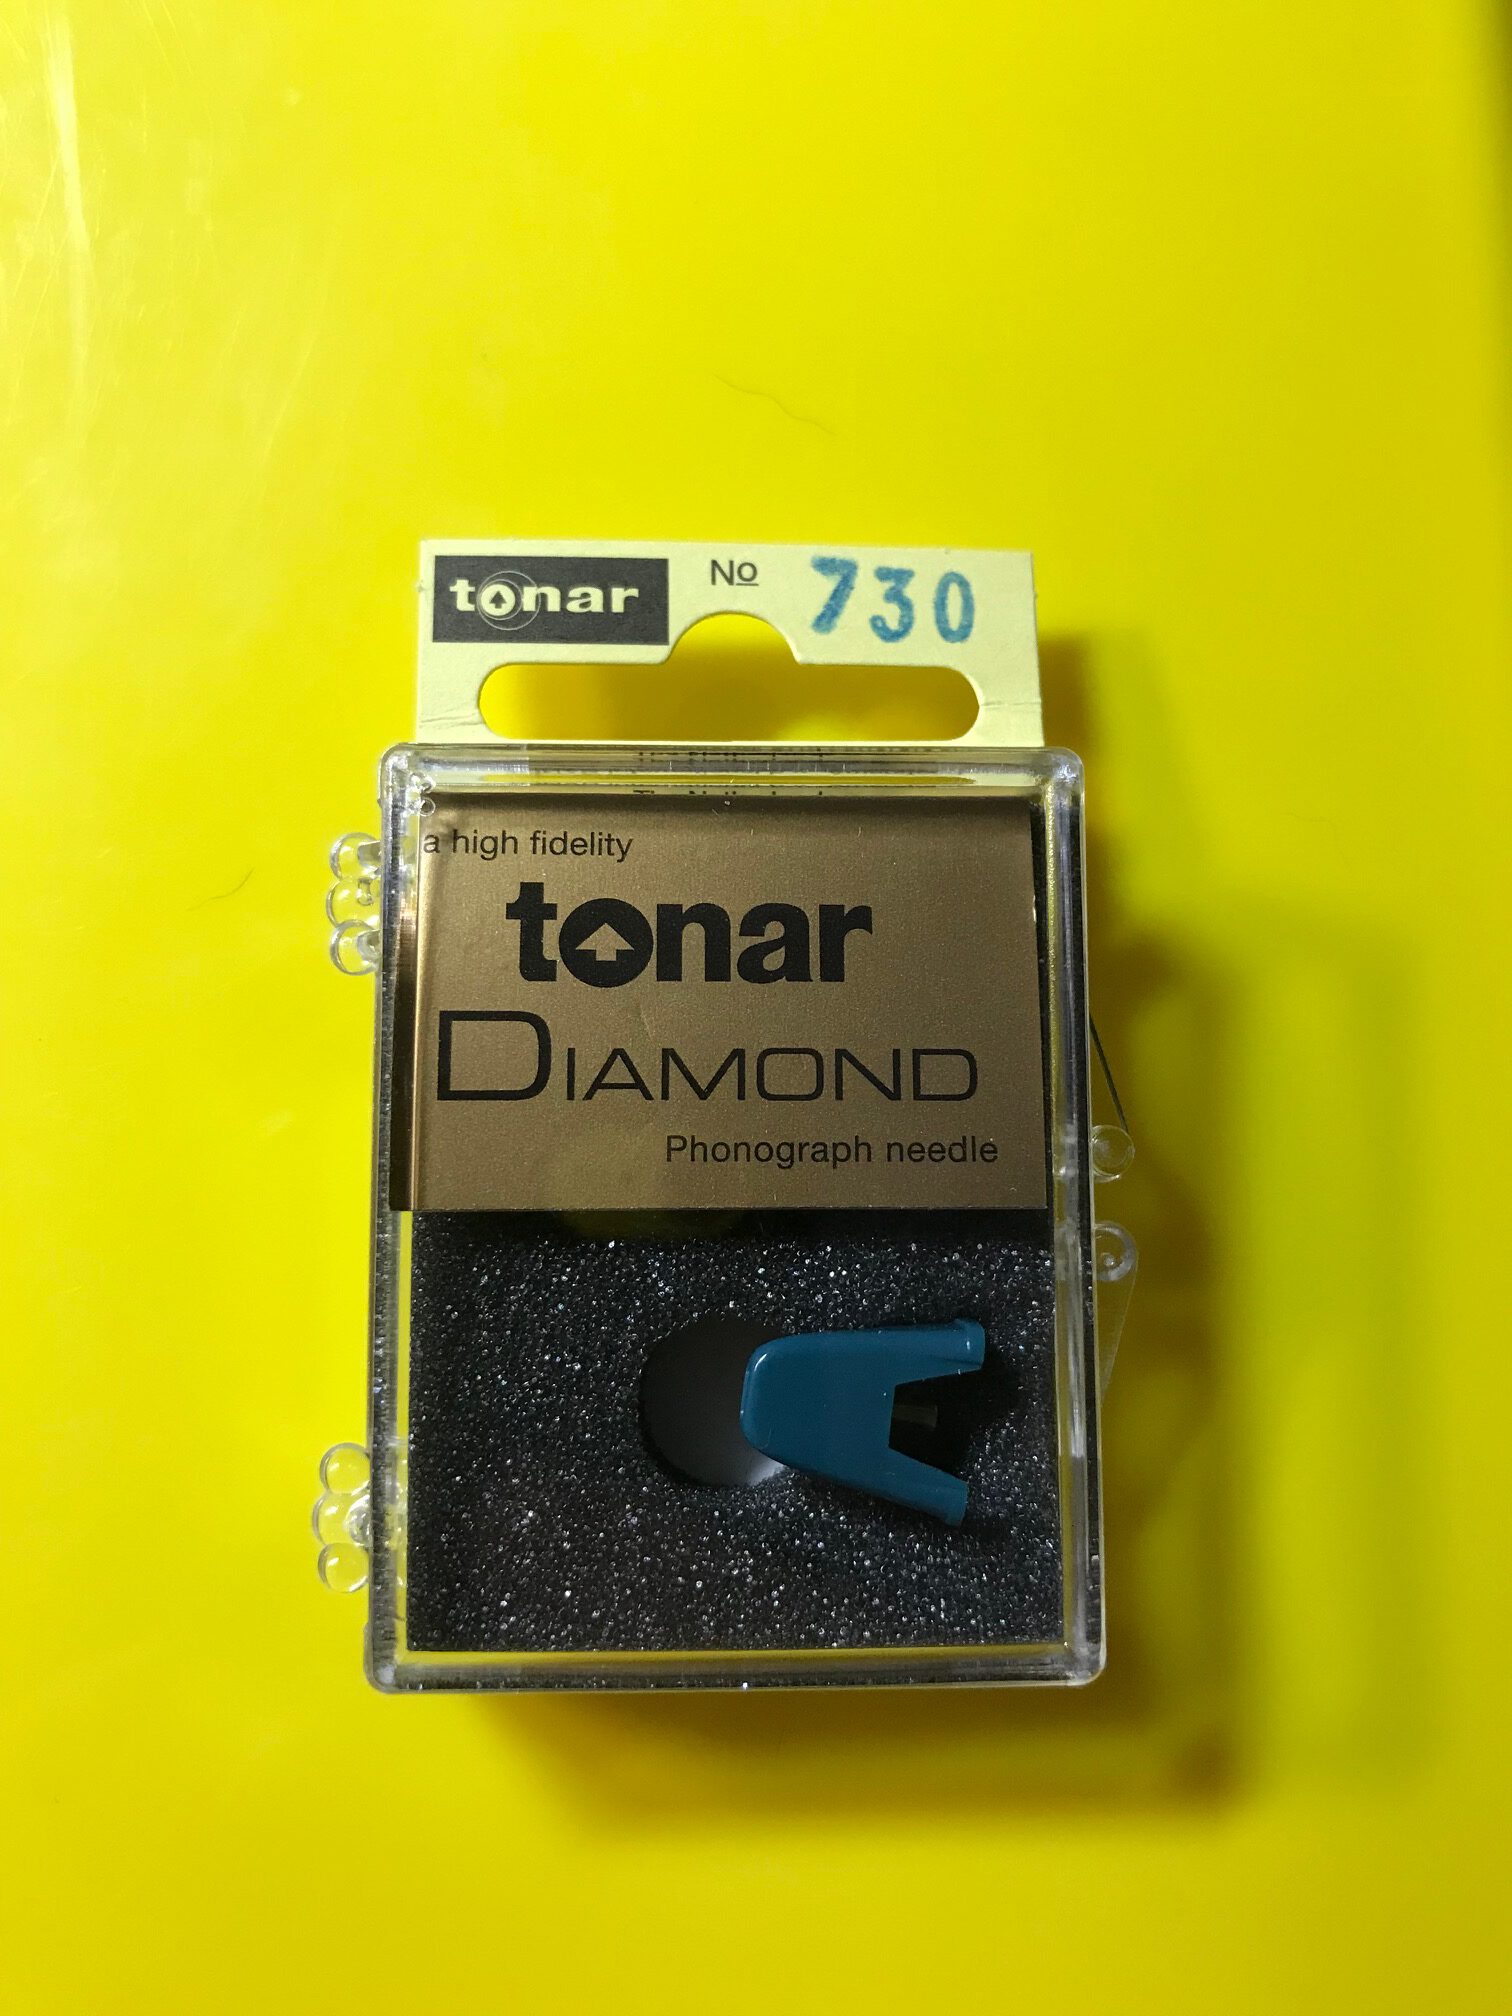 tonar No 730
a high fidelity
tonar
DIAMOND
Phonograph needle